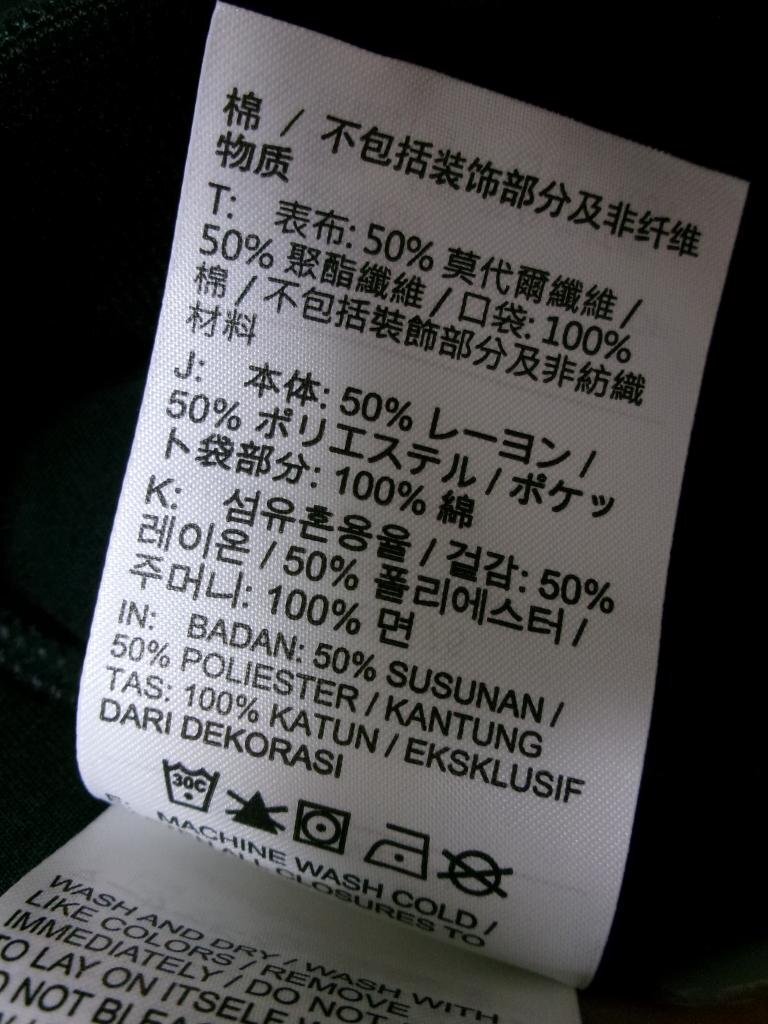 棉 / 不包括装饰部分及非纤维
物质
T: 表布: 50% 莫代爾纖維 /
50% 聚酯纖維 / 口袋: 100%
棉 / 不包括裝飾部分及非紡織
材料
J: 本体: 50% レーヨン /
50% ポリエステル / ポケッ
ト袋部分: 100% 綿
K: 섬유혼용율 / 겉감: 50%
레이온 / 50% 폴리에스터 /
주머니: 100% 면
IN: BADAN: 50% SUSUNAN /
50% POLIESTER / KANTUNG
TAS: 100% KATUN / EKSKLUSIF
DARI DEKORASI
30C
MACHINE WASH COLD /
ALL CLOSURES TO
WASH AND DRY / WASH WITH
LIKE COLORS / REMOVE
IMMEDIATELY / DO NOT
TO LAY ON ITSELF
NOT